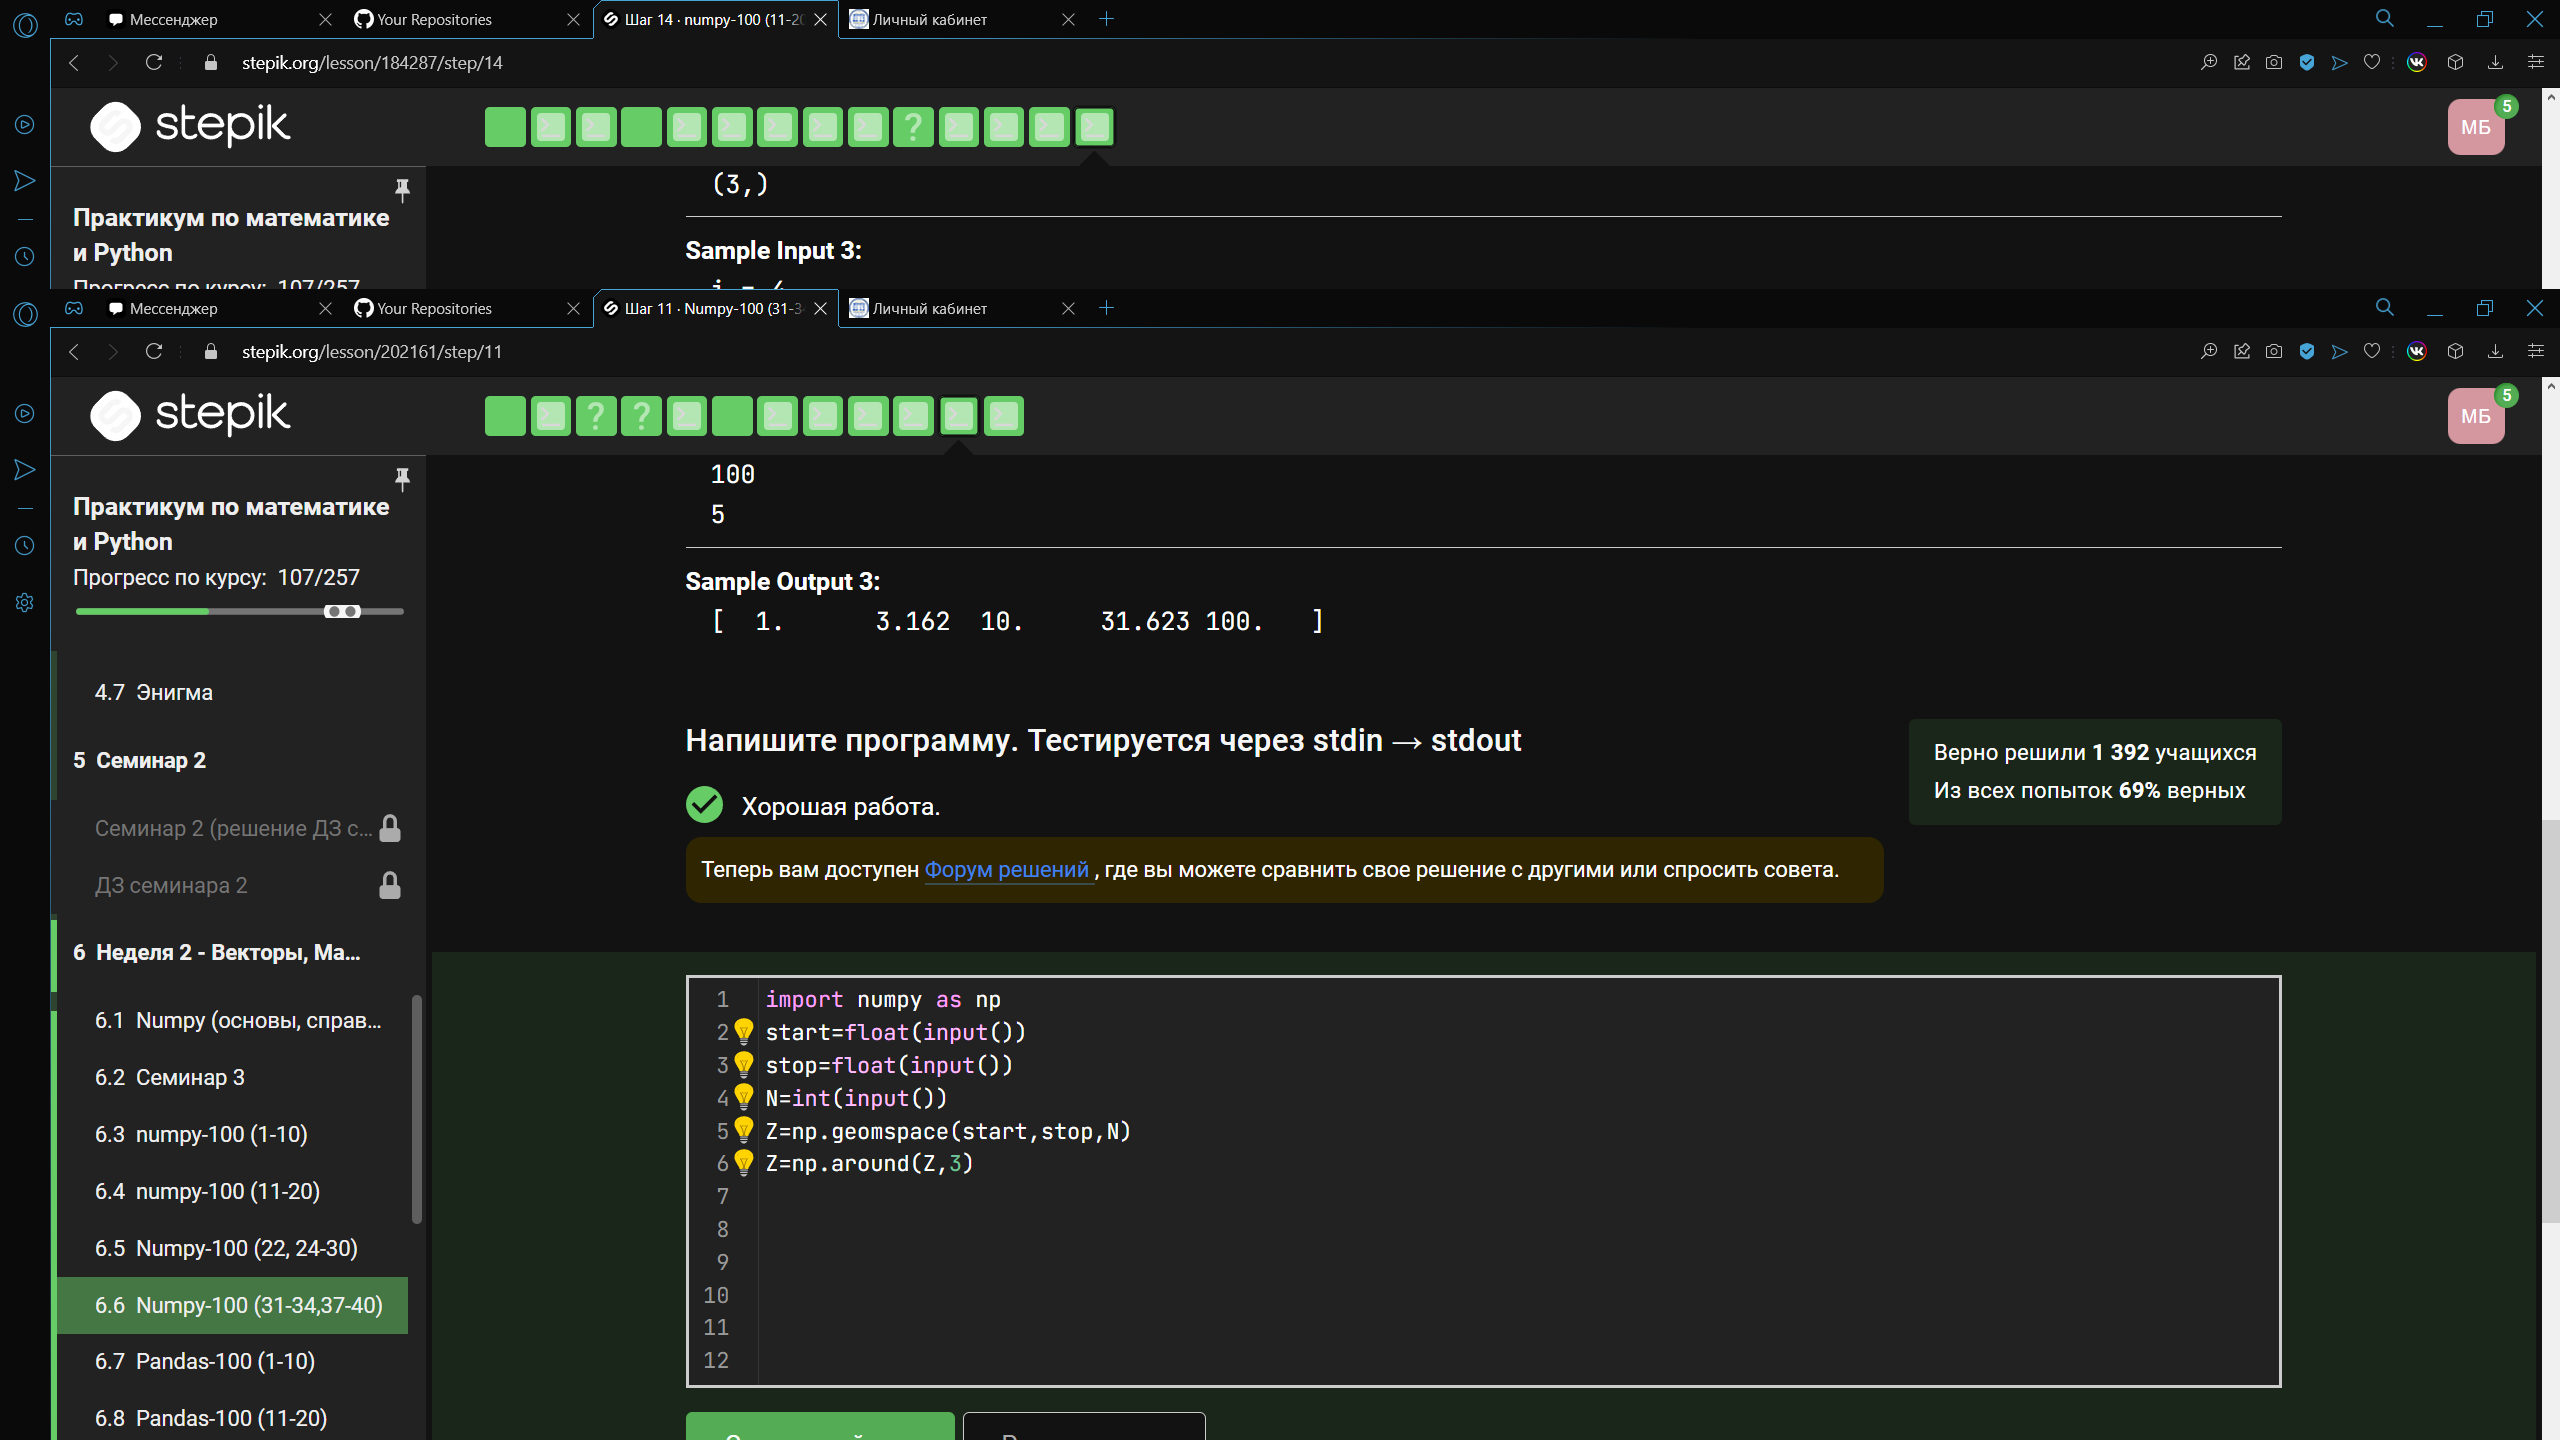 Мессенджер
Your Repositories
Шаг 14 · numpy-100 (11-20
Личный кабинет
stepik.org/lesson/184287/step/14
stepik
?
МБ
5
Практикум по математике
и Python
Прогресс по курсу: 107/257
(3,)
Sample Input 3:
Мессенджер
Your Repositories
Шаг 11 · Numpy-100 (31-3
Личный кабинет
stepik.org/lesson/202161/step/11
stepik
? ?
МБ
5
Практикум по математике
и Python
Прогресс по курсу: 107/257
4.7 Энигма
5 Семинар 2
Семинар 2 (решение ДЗ с...
ДЗ семинара 2
6 Неделя 2 - Векторы, Ма...
6.1 Numpy (основы, справ...
6.2 Семинар 3
6.3 numpy-100 (1-10)
6.4 numpy-100 (11-20)
6.5 Numpy-100 (22, 24-30)
6.6 Numpy-100 (31-34,37-40)
6.7 Pandas-100 (1-10)
6.8 Pandas-100 (11-20)
100
5
Sample Output 3:
[  1.      3.162  10.     31.623 100.   ]
Напишите программу. Тестируется через stdin → stdout
Верно решили 1 392 учащихся
Из всех попыток 69% верных
Хорошая работа.
Теперь вам доступен Форум решений , где вы можете сравнить свое решение с другими или спросить совета.
1 import numpy as np
2 start=float(input())
3 stop=float(input())
4 N=int(input())
5 Z=np.geomspace(start,stop,N)
6 Z=np.around(Z,3)
7
8
9
10
11
12